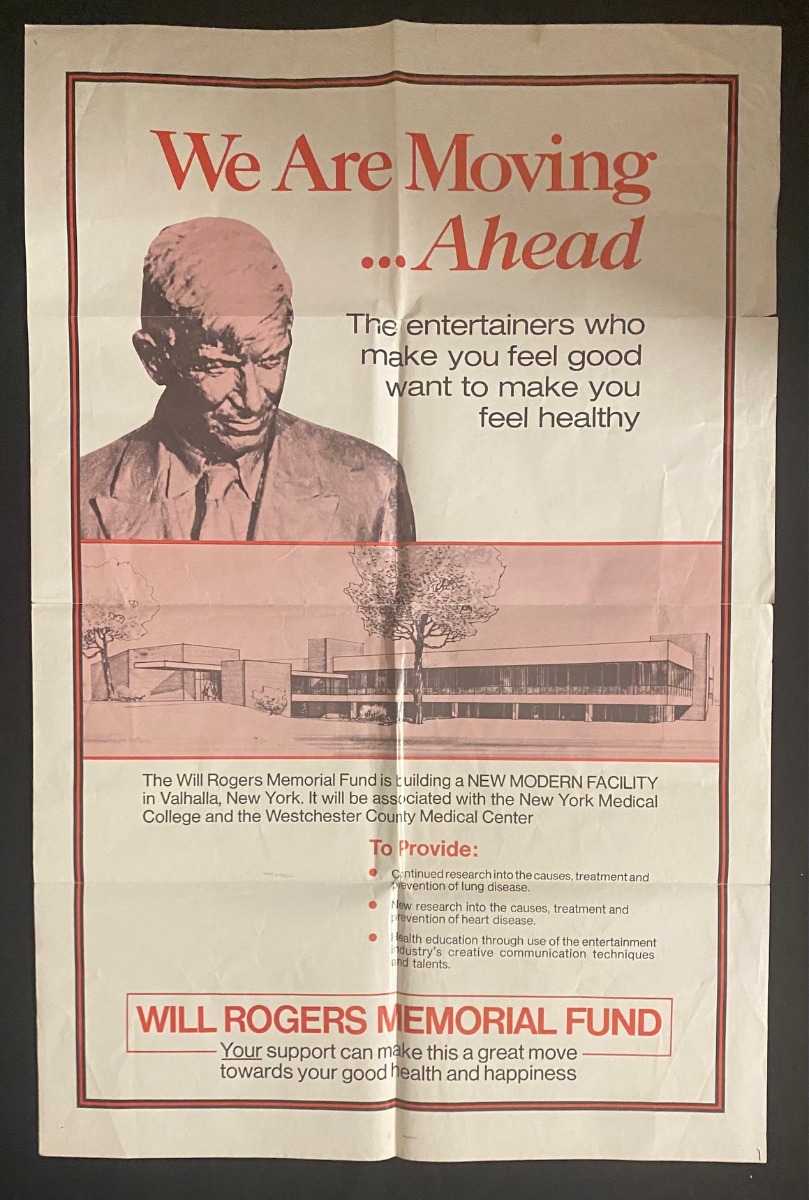 We Are Moving
...Ahead
The entertainers who
make you feel good
want to make you
feel healthy
The Will Rogers Memorial Fund is building a NEW MODERN FACILITY
in Valhalla, New York. It will be associated with the New York Medical
College and the Westchester County Medical Center
To Provide:
• Continued research into the causes, treatment and
prevention of lung disease.
• New research into the causes, treatment and
prevention of heart disease.
• Health education through use of the entertainment
industry's creative communication techniques
and talents.
WILL ROGERS MEMORIAL FUND
Your support can make this a great move
towards your good health and happiness